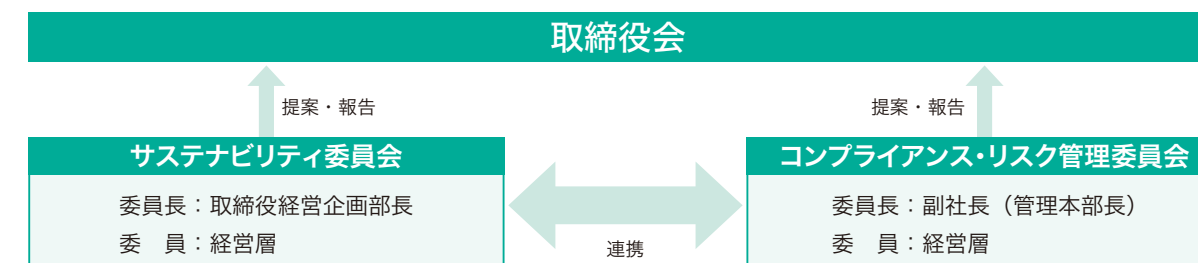 取締役会
提案・報告
提案・報告
サステナビリティ委員会
委員長：取締役経営企画部長
委　員：経営層
連携
コンプライアンス・リスク管理委員会
委員長：副社長（管理本部長）
委　員：経営層